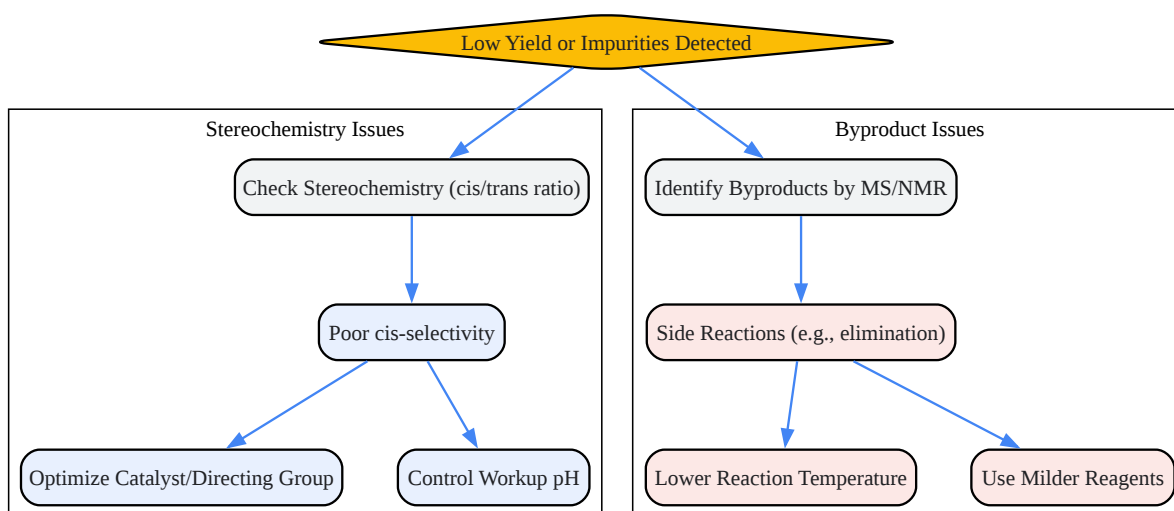 Low Yield or Impurities Detected
Stereochemistry Issues
Byproduct Issues
Check Stereochemistry (cis/trans ratio)
Identify Byproducts by MS/NMR
Poor cis-selectivity
Side Reactions (e.g., elimination)
Optimize Catalyst/Directing Group
Control Workup pH
Lower Reaction Temperature
Use Milder Reagents